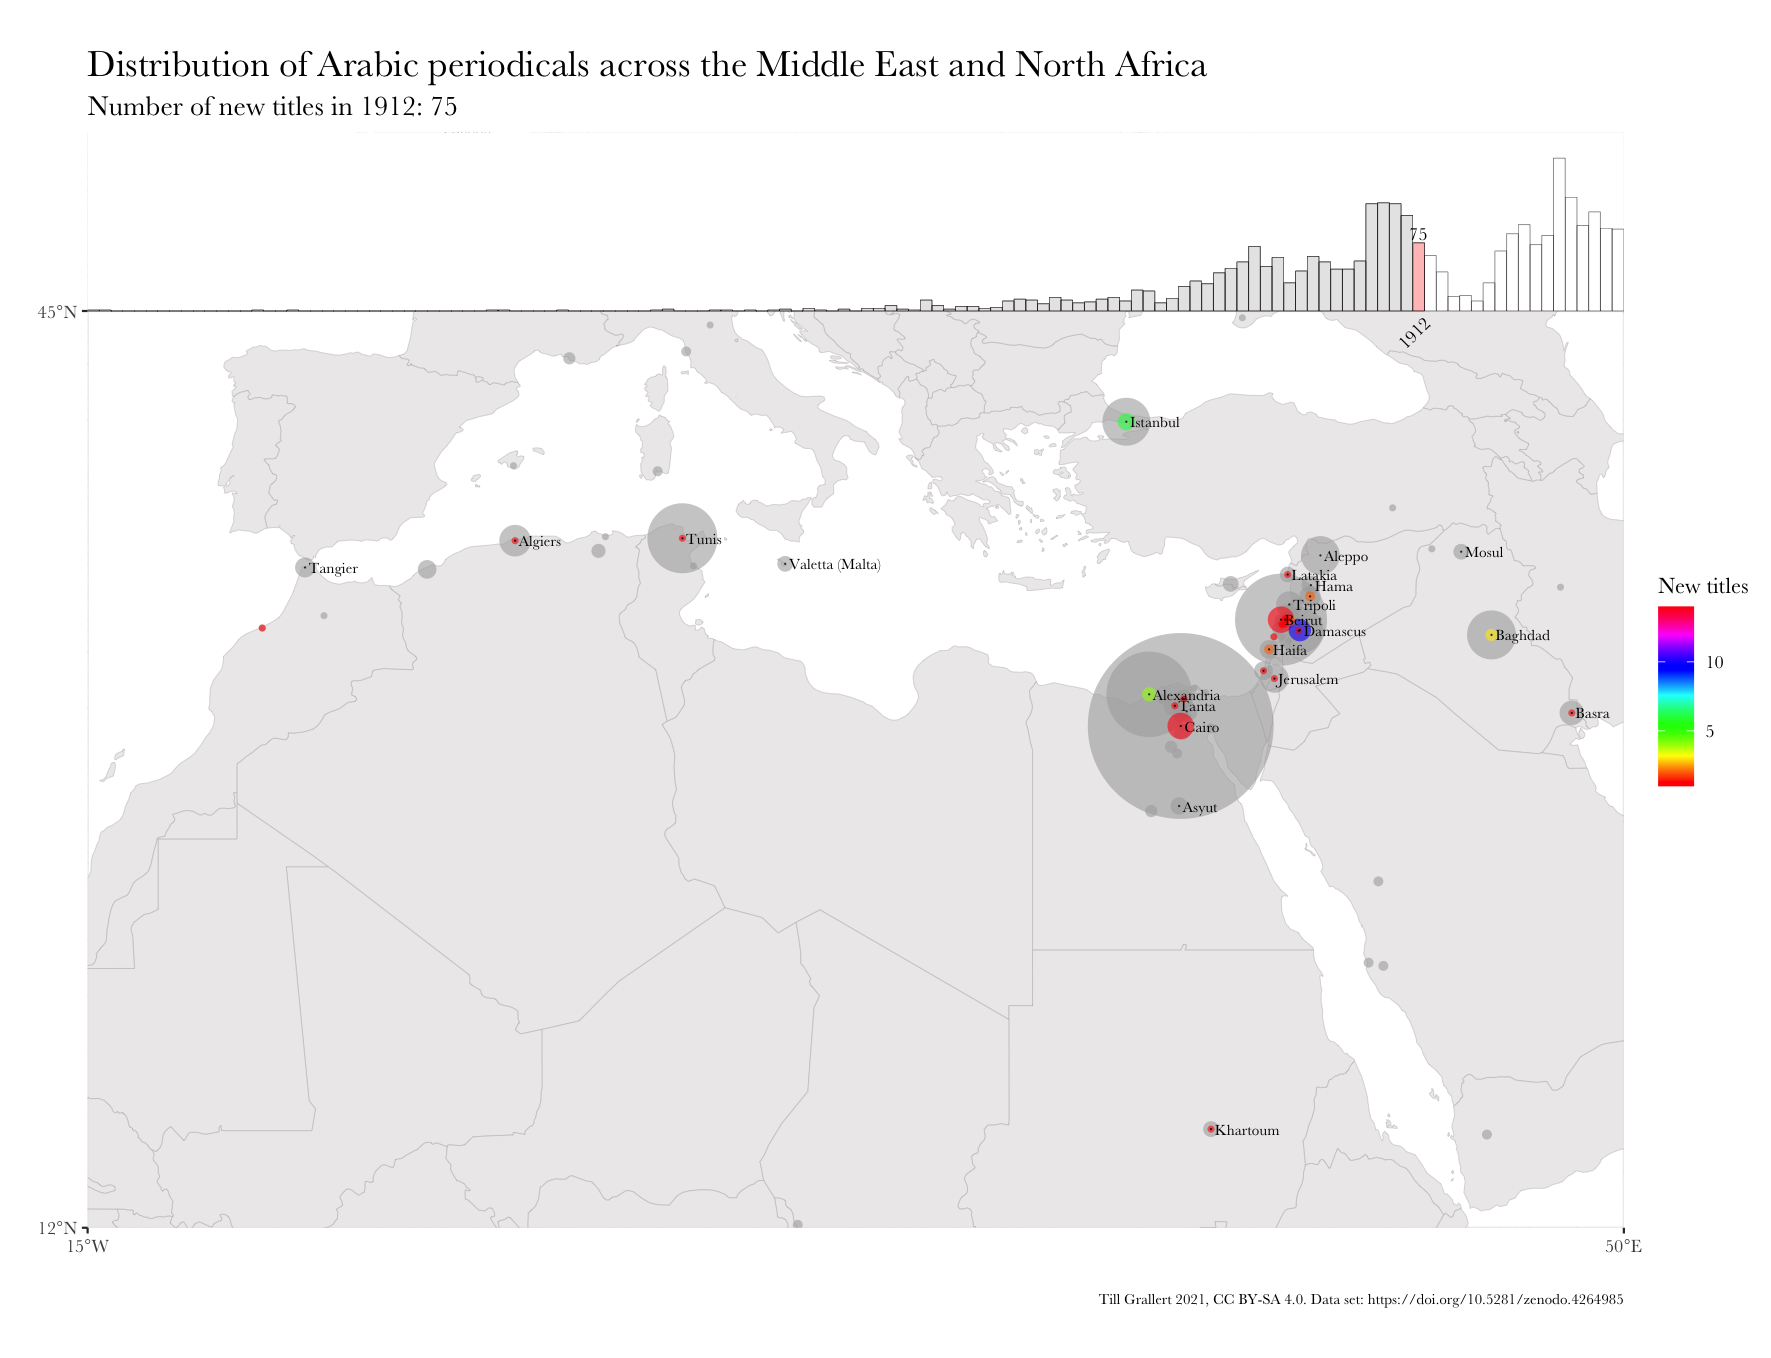 Distribution of Arabic periodicals across the Middle East and North Africa
Number of new titles in 1912: 75
75
45°N
1912
Istanbul
Algiers
Tunis
Aleppo
Mosul
Tangier
Valetta (Malta)
Latakia
Hama
New titles
Tripoli
Beirut
Damascus
Baghdad
Haifa
10
Jerusalem
Alexandria
Tanta
Basra
Cairo
5
Asyut
Khartoum
12°N
15°W
50°E
Till Grallert 2021, CC BY-SA 4.0. Data set: https://doi.org/10.5281/zenodo.4264985